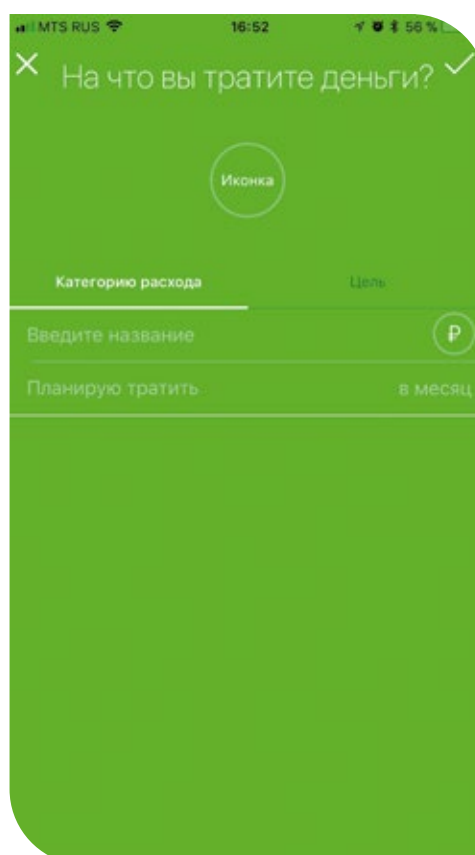 MTS RUS 16:52 56 %
На что вы тратите деньги?
Иконка
Категорию расхода Цель
Введите название ₽
Планирую тратить в месяц